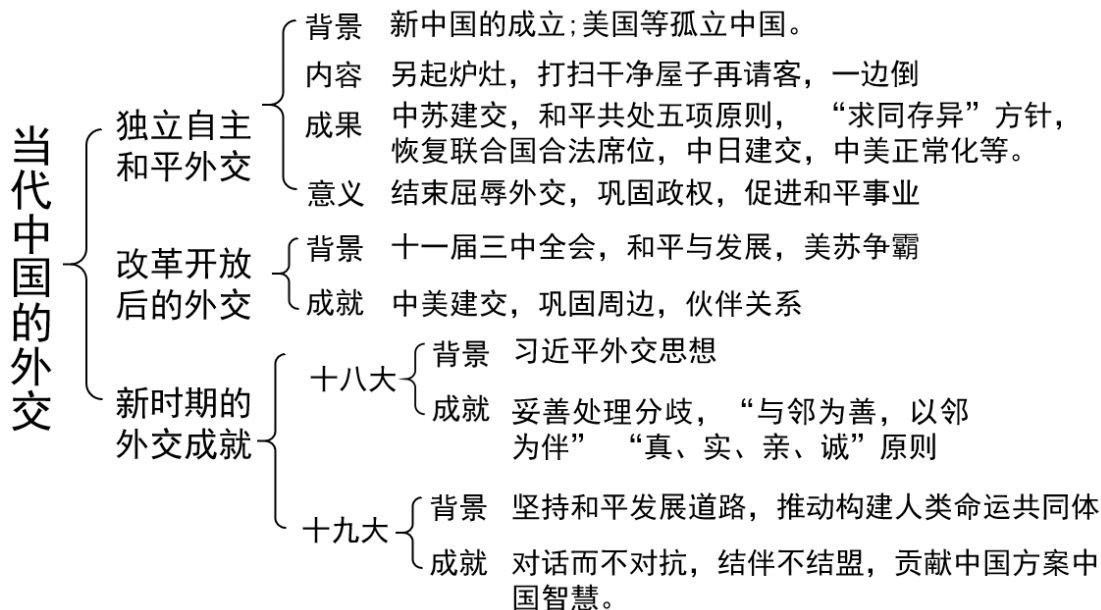 当代中国的外交
独立自主
和平外交
背景 新中国的成立;美国等孤立中国。
内容 另起炉灶，打扫干净屋子再请客，一边倒
成果 中苏建交，和平共处五项原则， “求同存异”方针，
恢复联合国合法席位，中日建交，中美正常化等。
意义 结束屈辱外交，巩固政权，促进和平事业
改革开放
后的外交
背景 十一届三中全会，和平与发展，美苏争霸
成就 中美建交，巩固周边，伙伴关系
新时期的
外交成就
十八大
背景 习近平外交思想
成就 妥善处理分歧，“与邻为善，以邻
为伴” “真、实、亲、诚”原则
十九大
背景 坚持和平发展道路，推动构建人类命运共同体
成就 对话而不对抗，结伴不结盟，贡献中国方案中
国智慧。